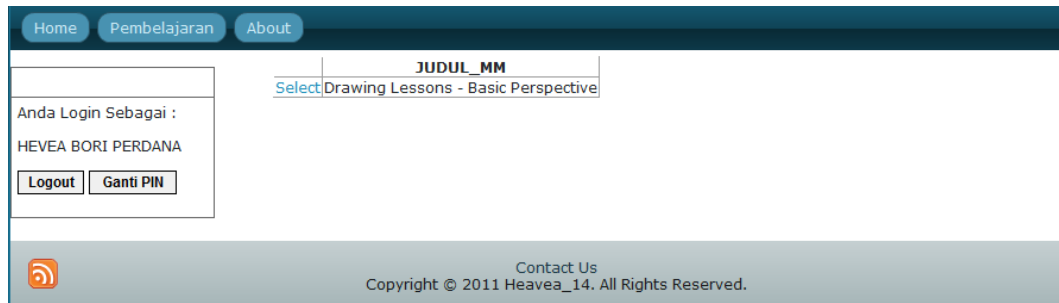 Home Pembelajaran About
JUDUL_MM
Select Drawing Lessons - Basic Perspective
Anda Login Sebagai :
HEVEA BORI PERDANA
Logout Ganti PIN
Contact Us
Copyright © 2011 Heavea_14. All Rights Reserved.